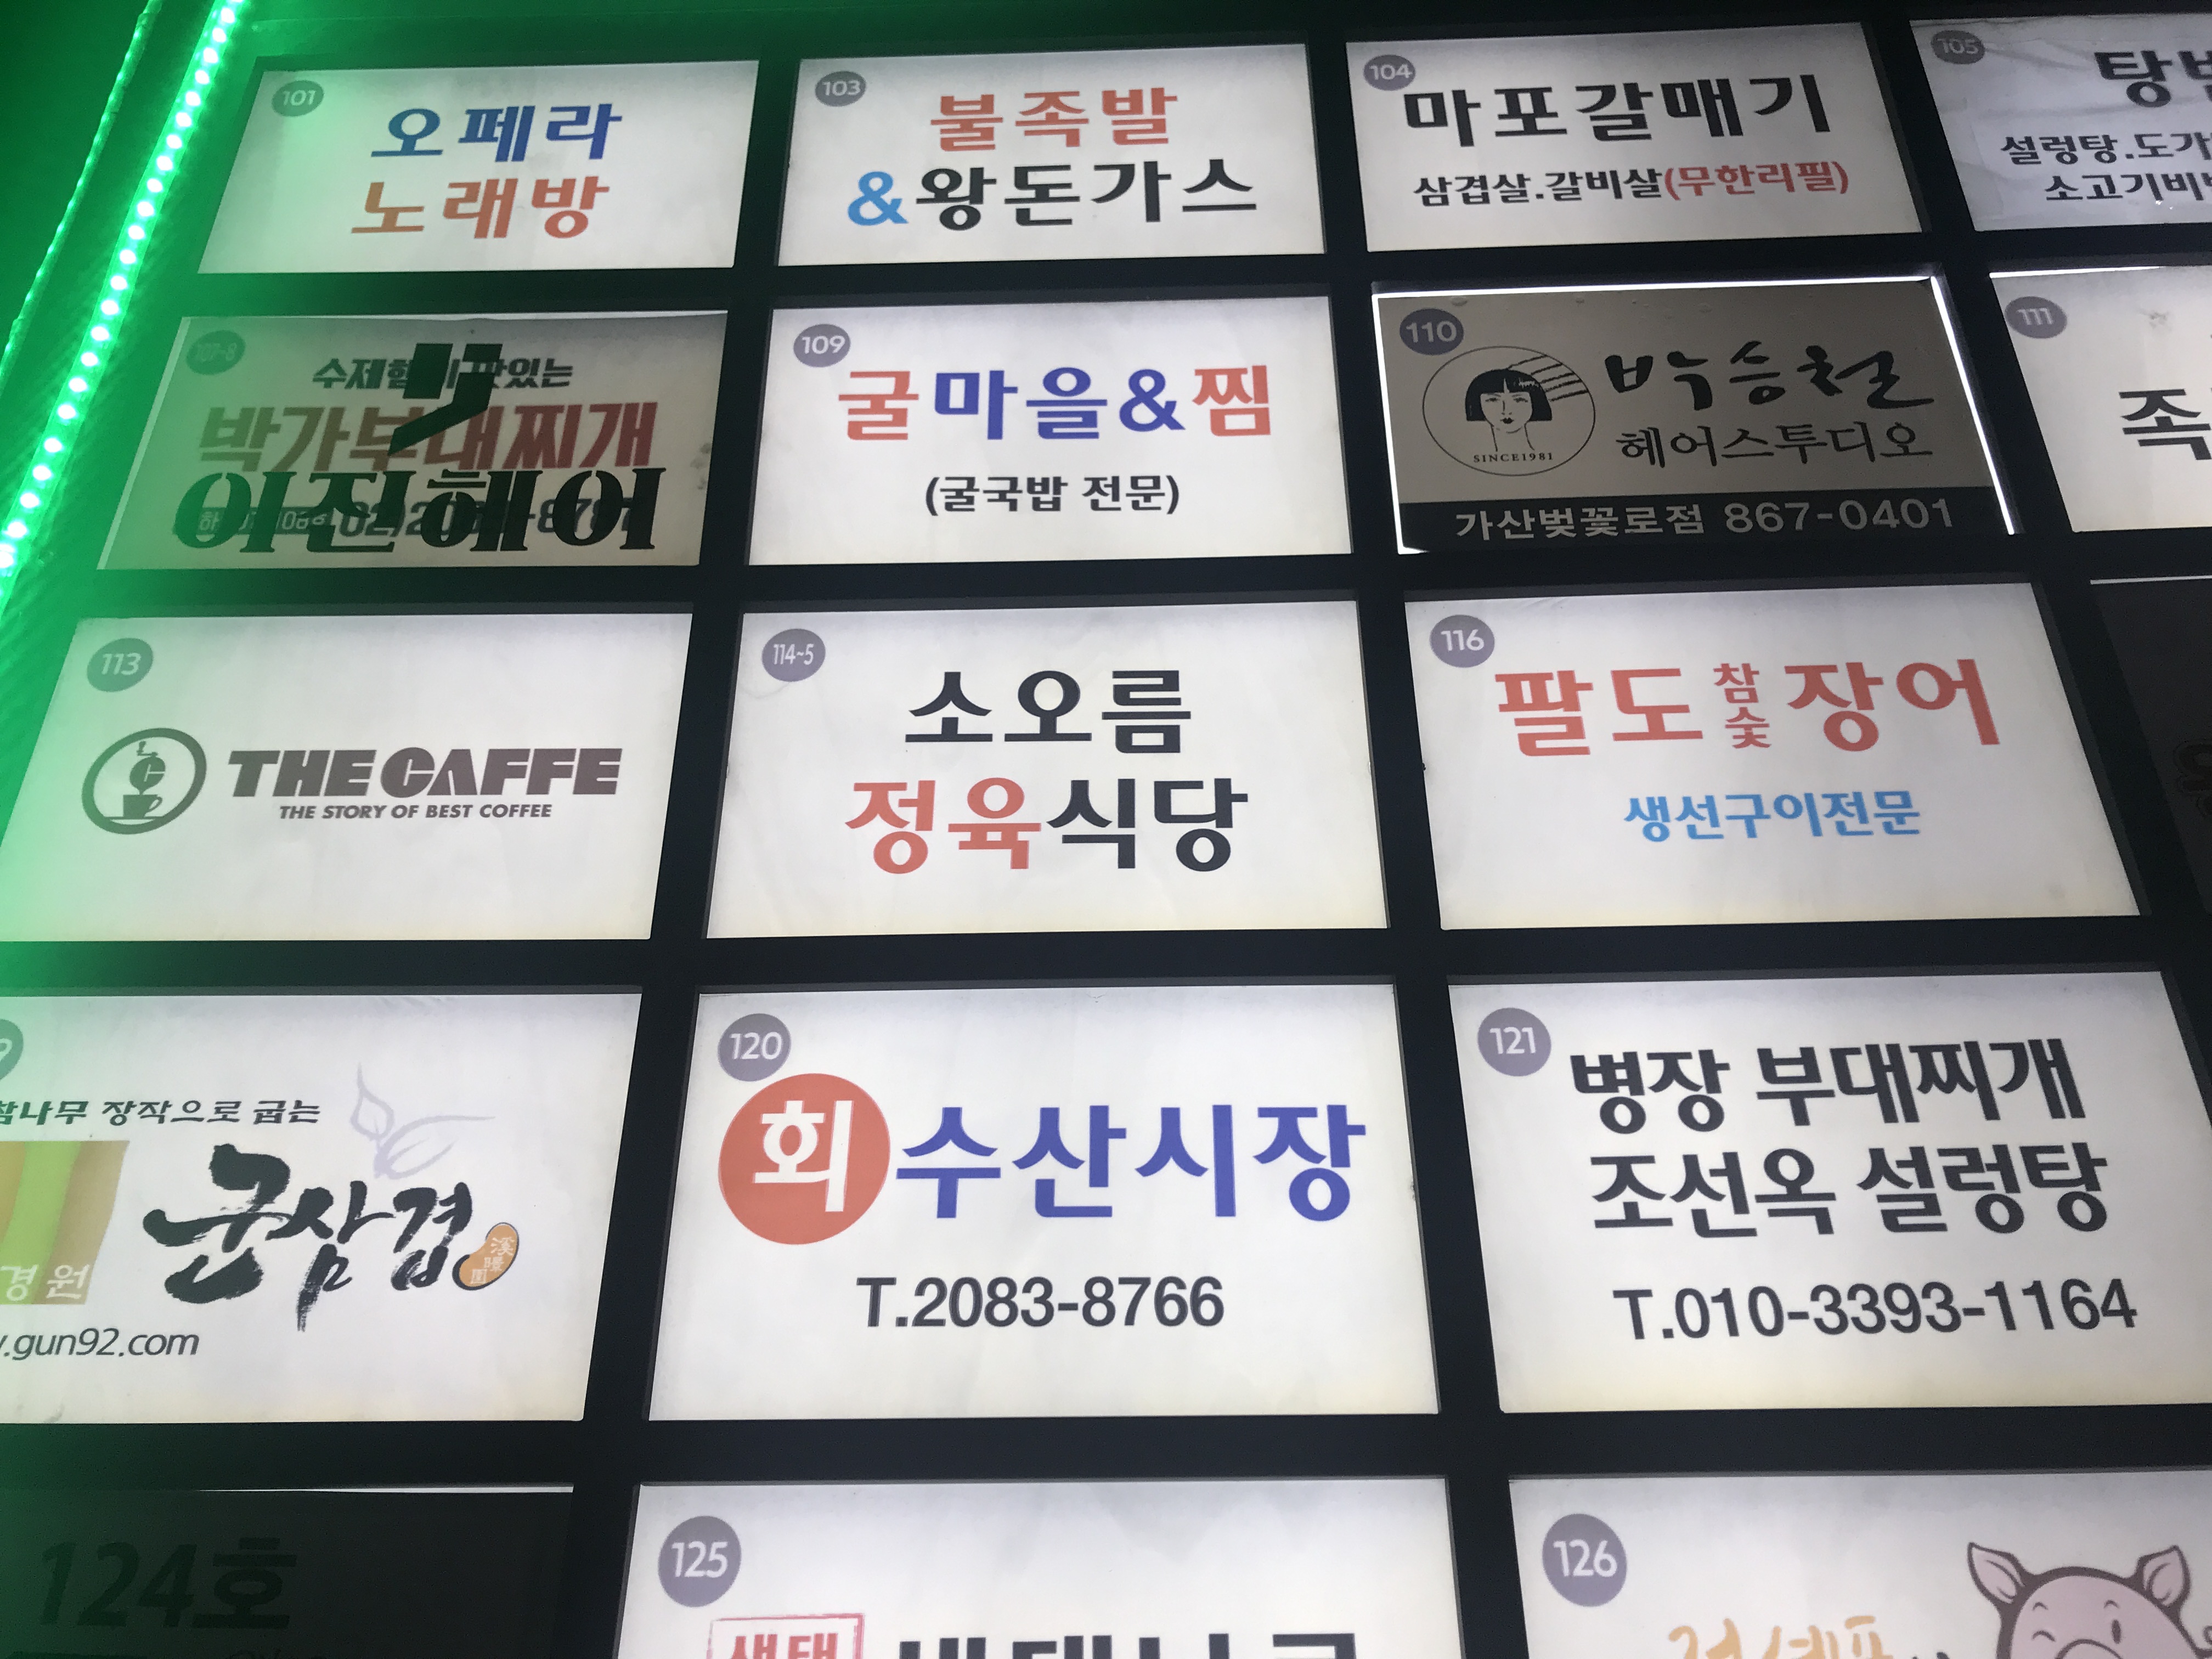 101
오페라
노래방
103
불족발
&왕돈가스
104
마포갈매기
삼겹살.갈비살(무한리필)
105
설렁탕.도가
107-8
맛있는
박가부대찌개
이진헤어
109
굴마을&찜
(굴국밥 전문)
110
박승철
헤어스투디오
SINCE1981
가산벚꽃로점 867-0401
111
족
113
THE CAFFE
THE STORY OF BEST COFFEE
114~5
소오름
정육식당
116
팔도참숯장어
생선구이전문
참나무 장작으로 굽는
군삼겹
경원
.gun92.com
120
회수산시장
T.2083-8766
121
병장 부대찌개
조선옥 설렁탕
T.010-3393-1164
124호
125
126